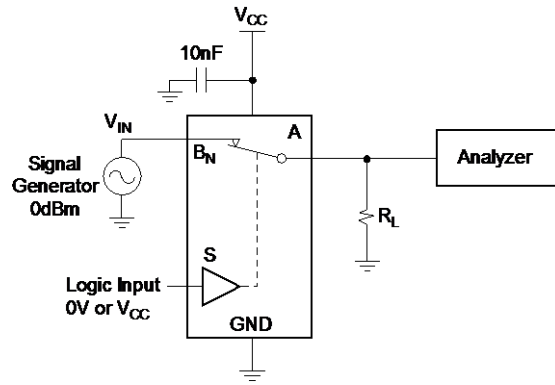 VCC
10nF
VIN
A
BN
Signal
Generator
0dBm
Analyzer
RL
S
Logic Input
0V or VCC
GND